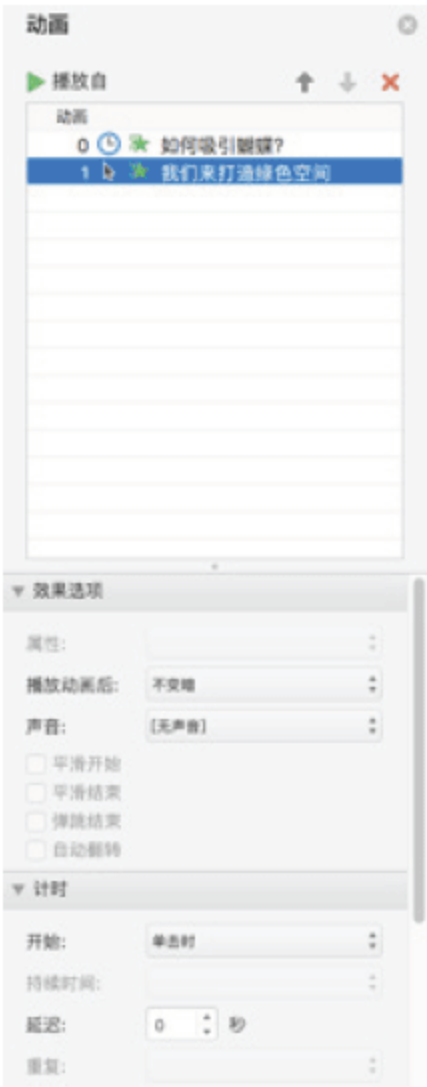 动画
播放自
动画
0 如何吸引蝴蝶?
1 我们来打造绿色空间
效果选项
属性:
播放动画后: 不变暗
声音: [无声音]
平滑开始
平滑结束
弹跳结束
自动翻转
计时
开始: 单击时
持续时间:
延迟: 0 秒
重复: